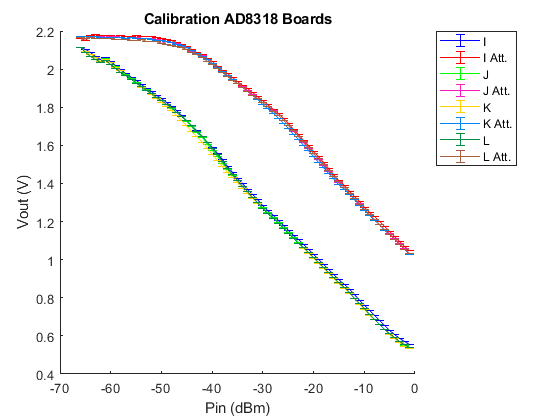 Calibration AD8318 Boards
2.2
2
1.8
1.6
1.4
1.2
1
0.8
0.6
0.4
Vout (V)
-70 -60 -50 -40 -30 -20 -10 0
Pin (dBm)
I
I Att.
J
J Att.
K
K Att.
L
L Att.